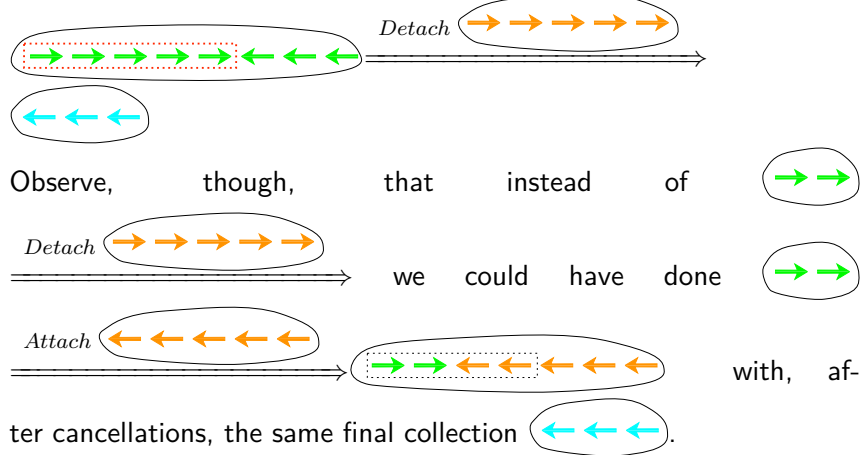 Detach
Observe, though, that instead of
Detach
we could have done
Attach
with, af-
ter cancellations, the same final collection .